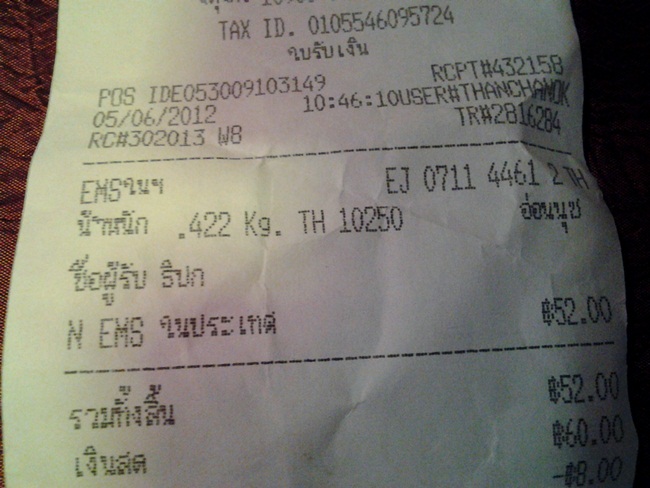 TAX ID. 0105546095724
ใบรับเงิน
POS IDE053009103149 RCPT#432158
05/06/2012 10:46:10USER#THANCHANOK
RC#302013 W8 TR#2816284
EMSในฯ EJ 0711 4461 2 TH
น้ำหนัก .422 Kg. TH 10250 อ่อนนุช
ชื่อผู้รับ ธิปก
N EMS ในประเทศ ฿52.00
รวมทั้งสิ้น ฿52.00
เงินสด ฿60.00
-฿8.00